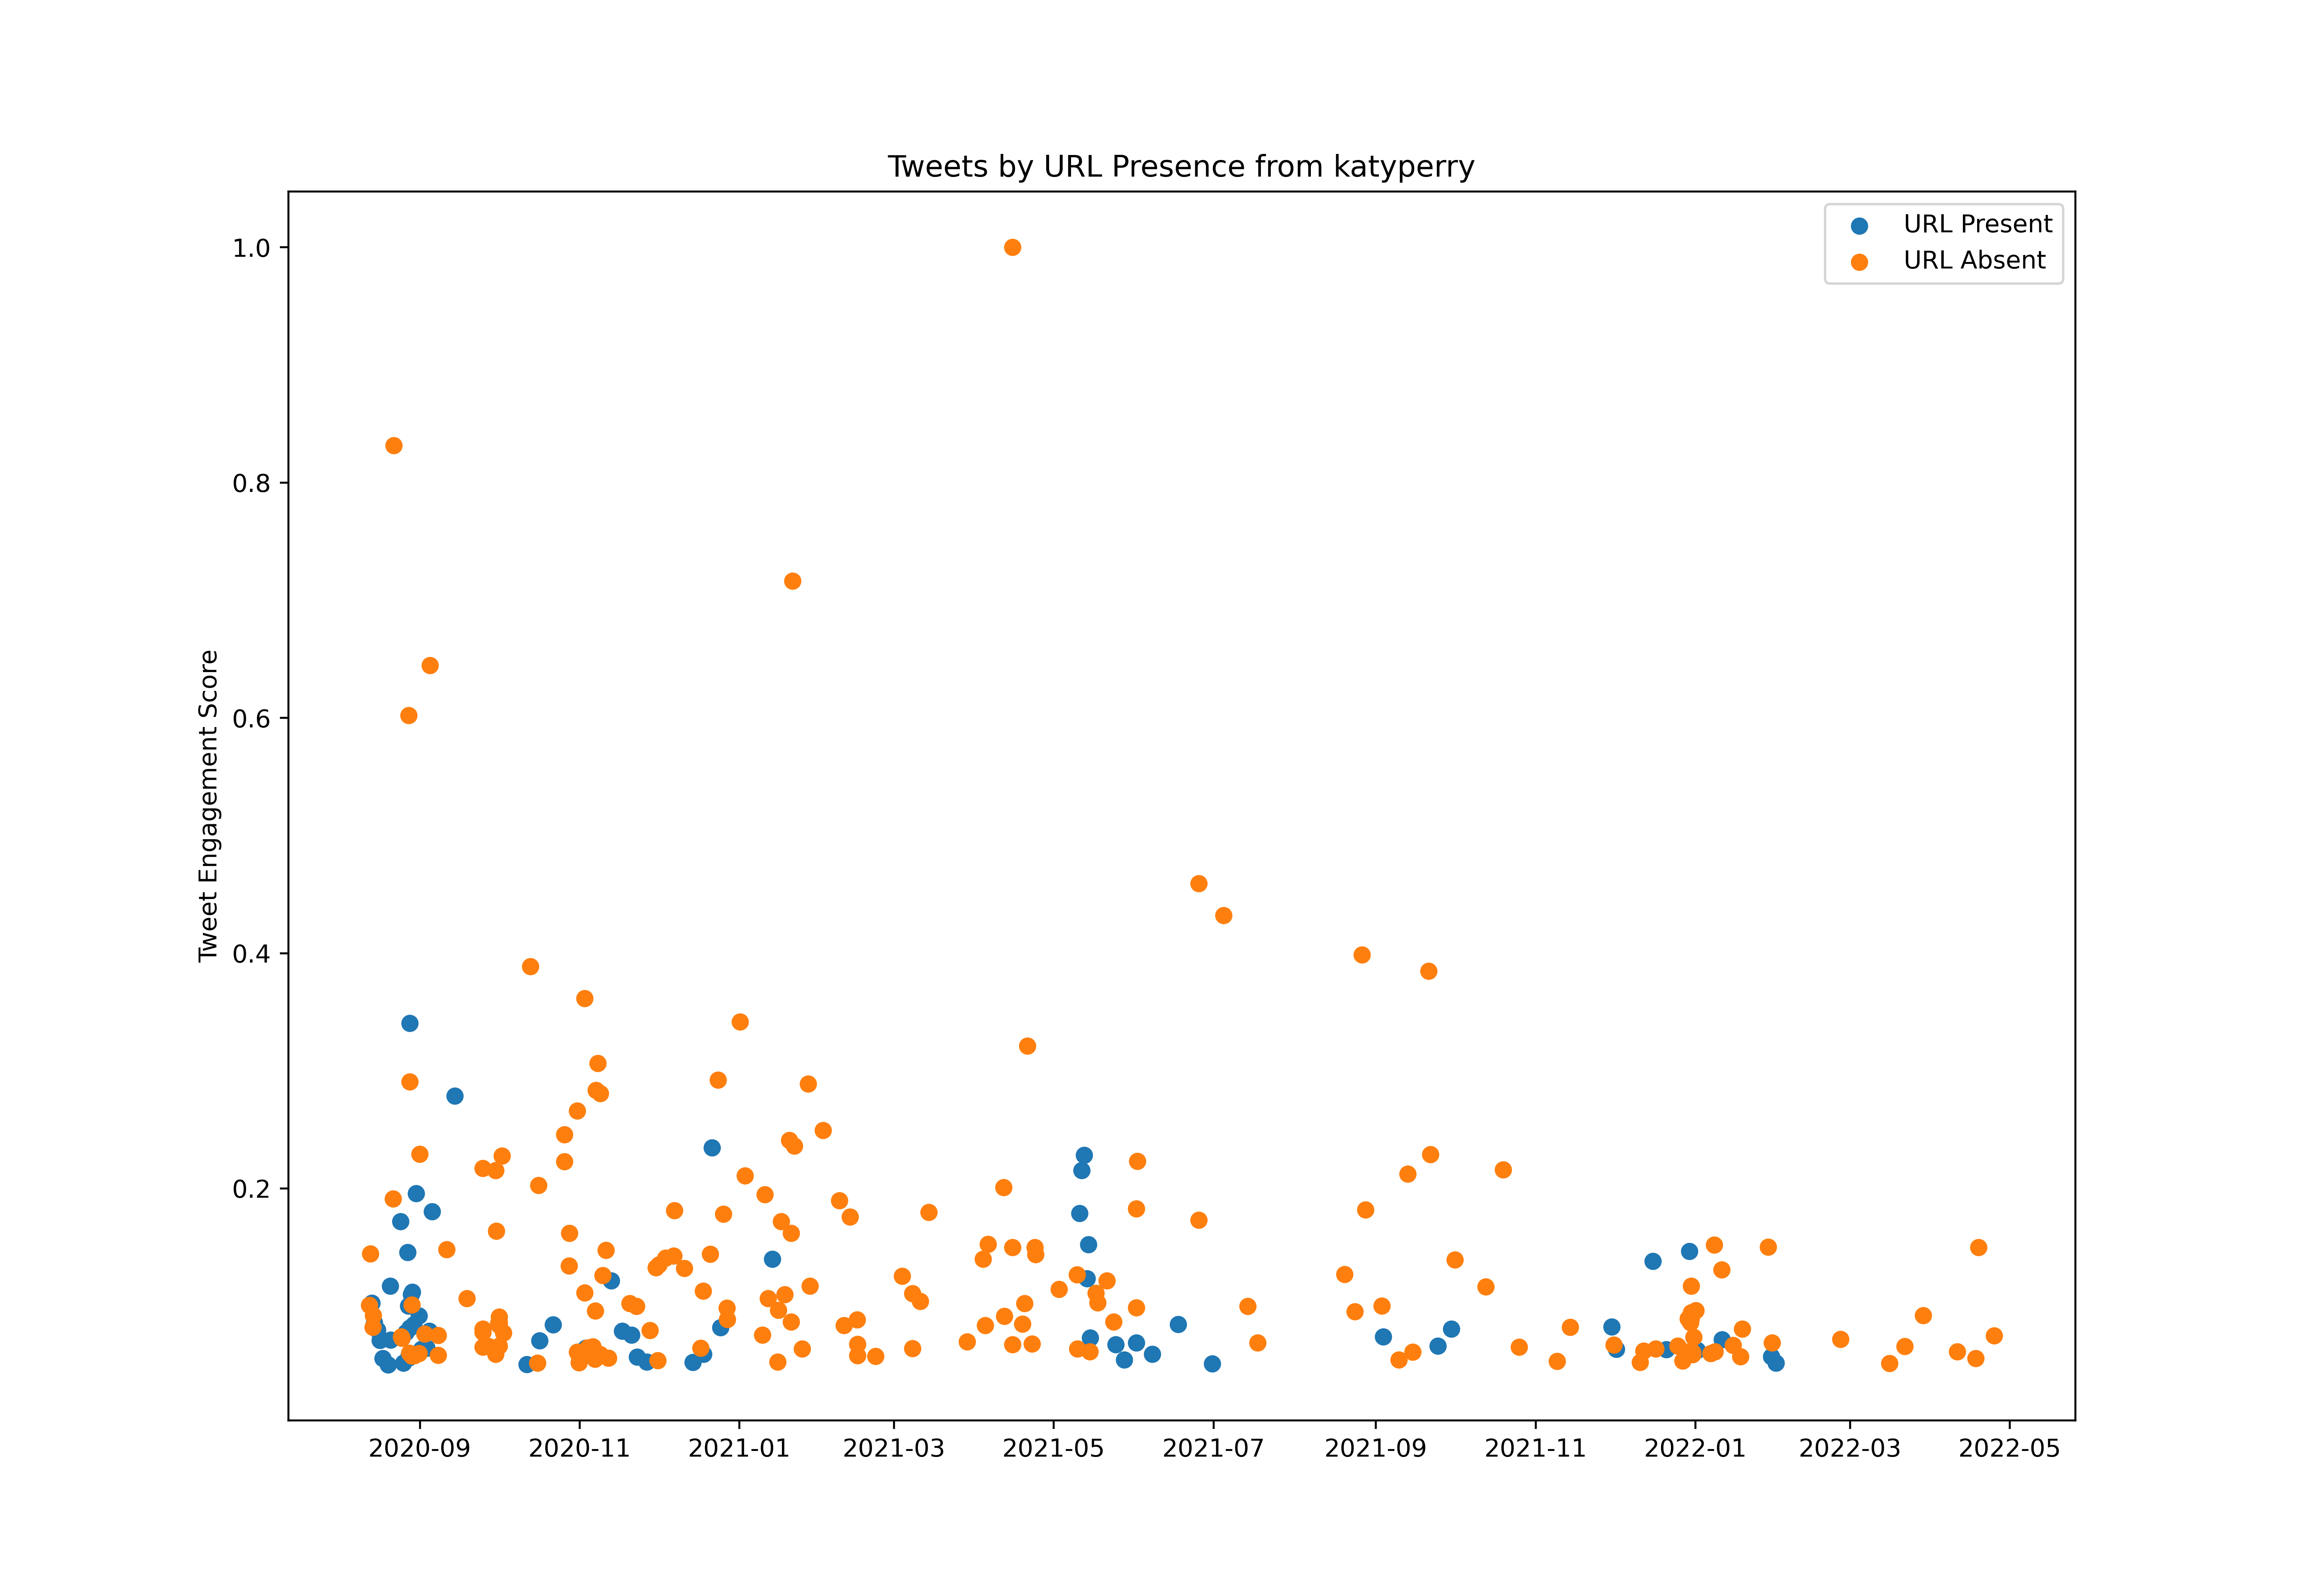 Tweets by URL Presence from katyperry
URL Present
URL Absent
Tweet Engagement Score
1.0
0.8
0.6
0.4
0.2
2020-09 2020-11 2021-01 2021-03 2021-05 2021-07 2021-09 2021-11 2022-01 2022-03 2022-05